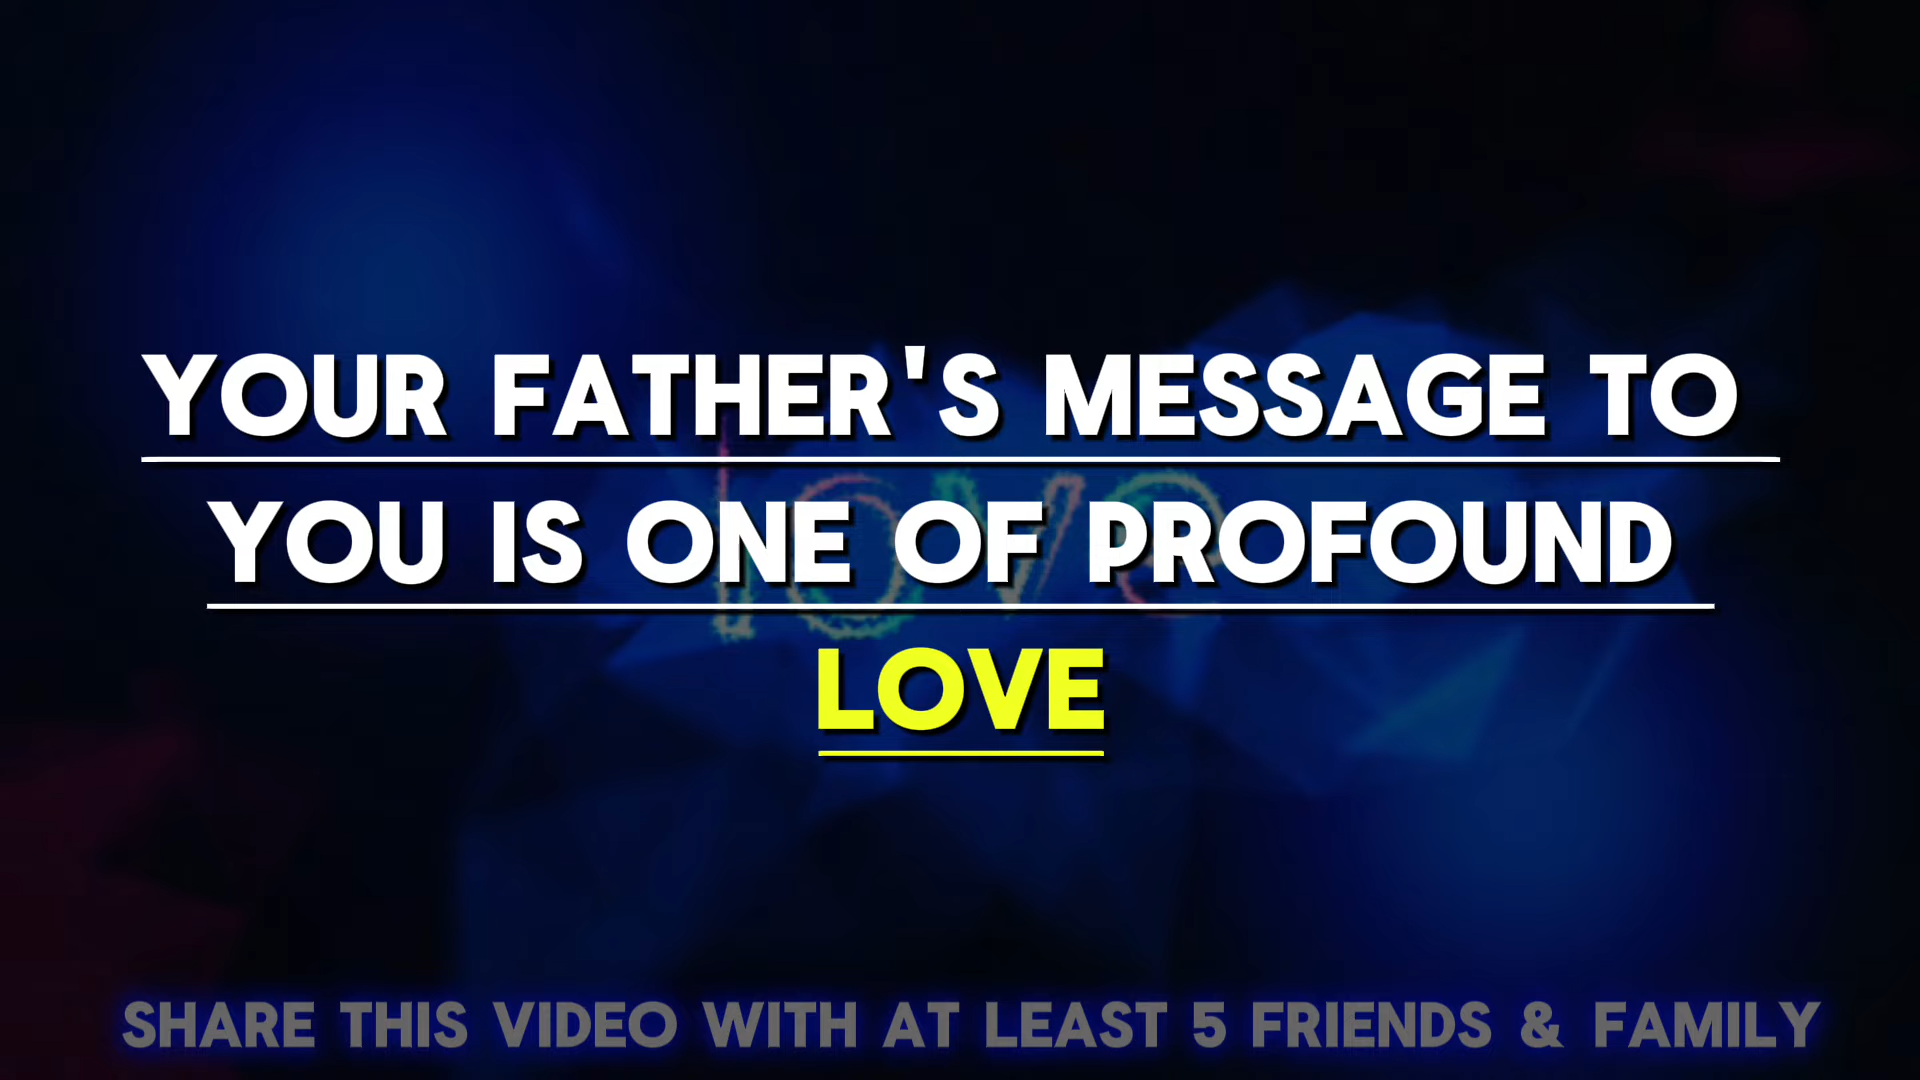 YOUR FATHER'S MESSAGE TO
YOU IS ONE OF PROFOUND
love
LOVE
SHARE THIS VIDEO WITH AT LEAST 5 FRIENDS & FAMILY